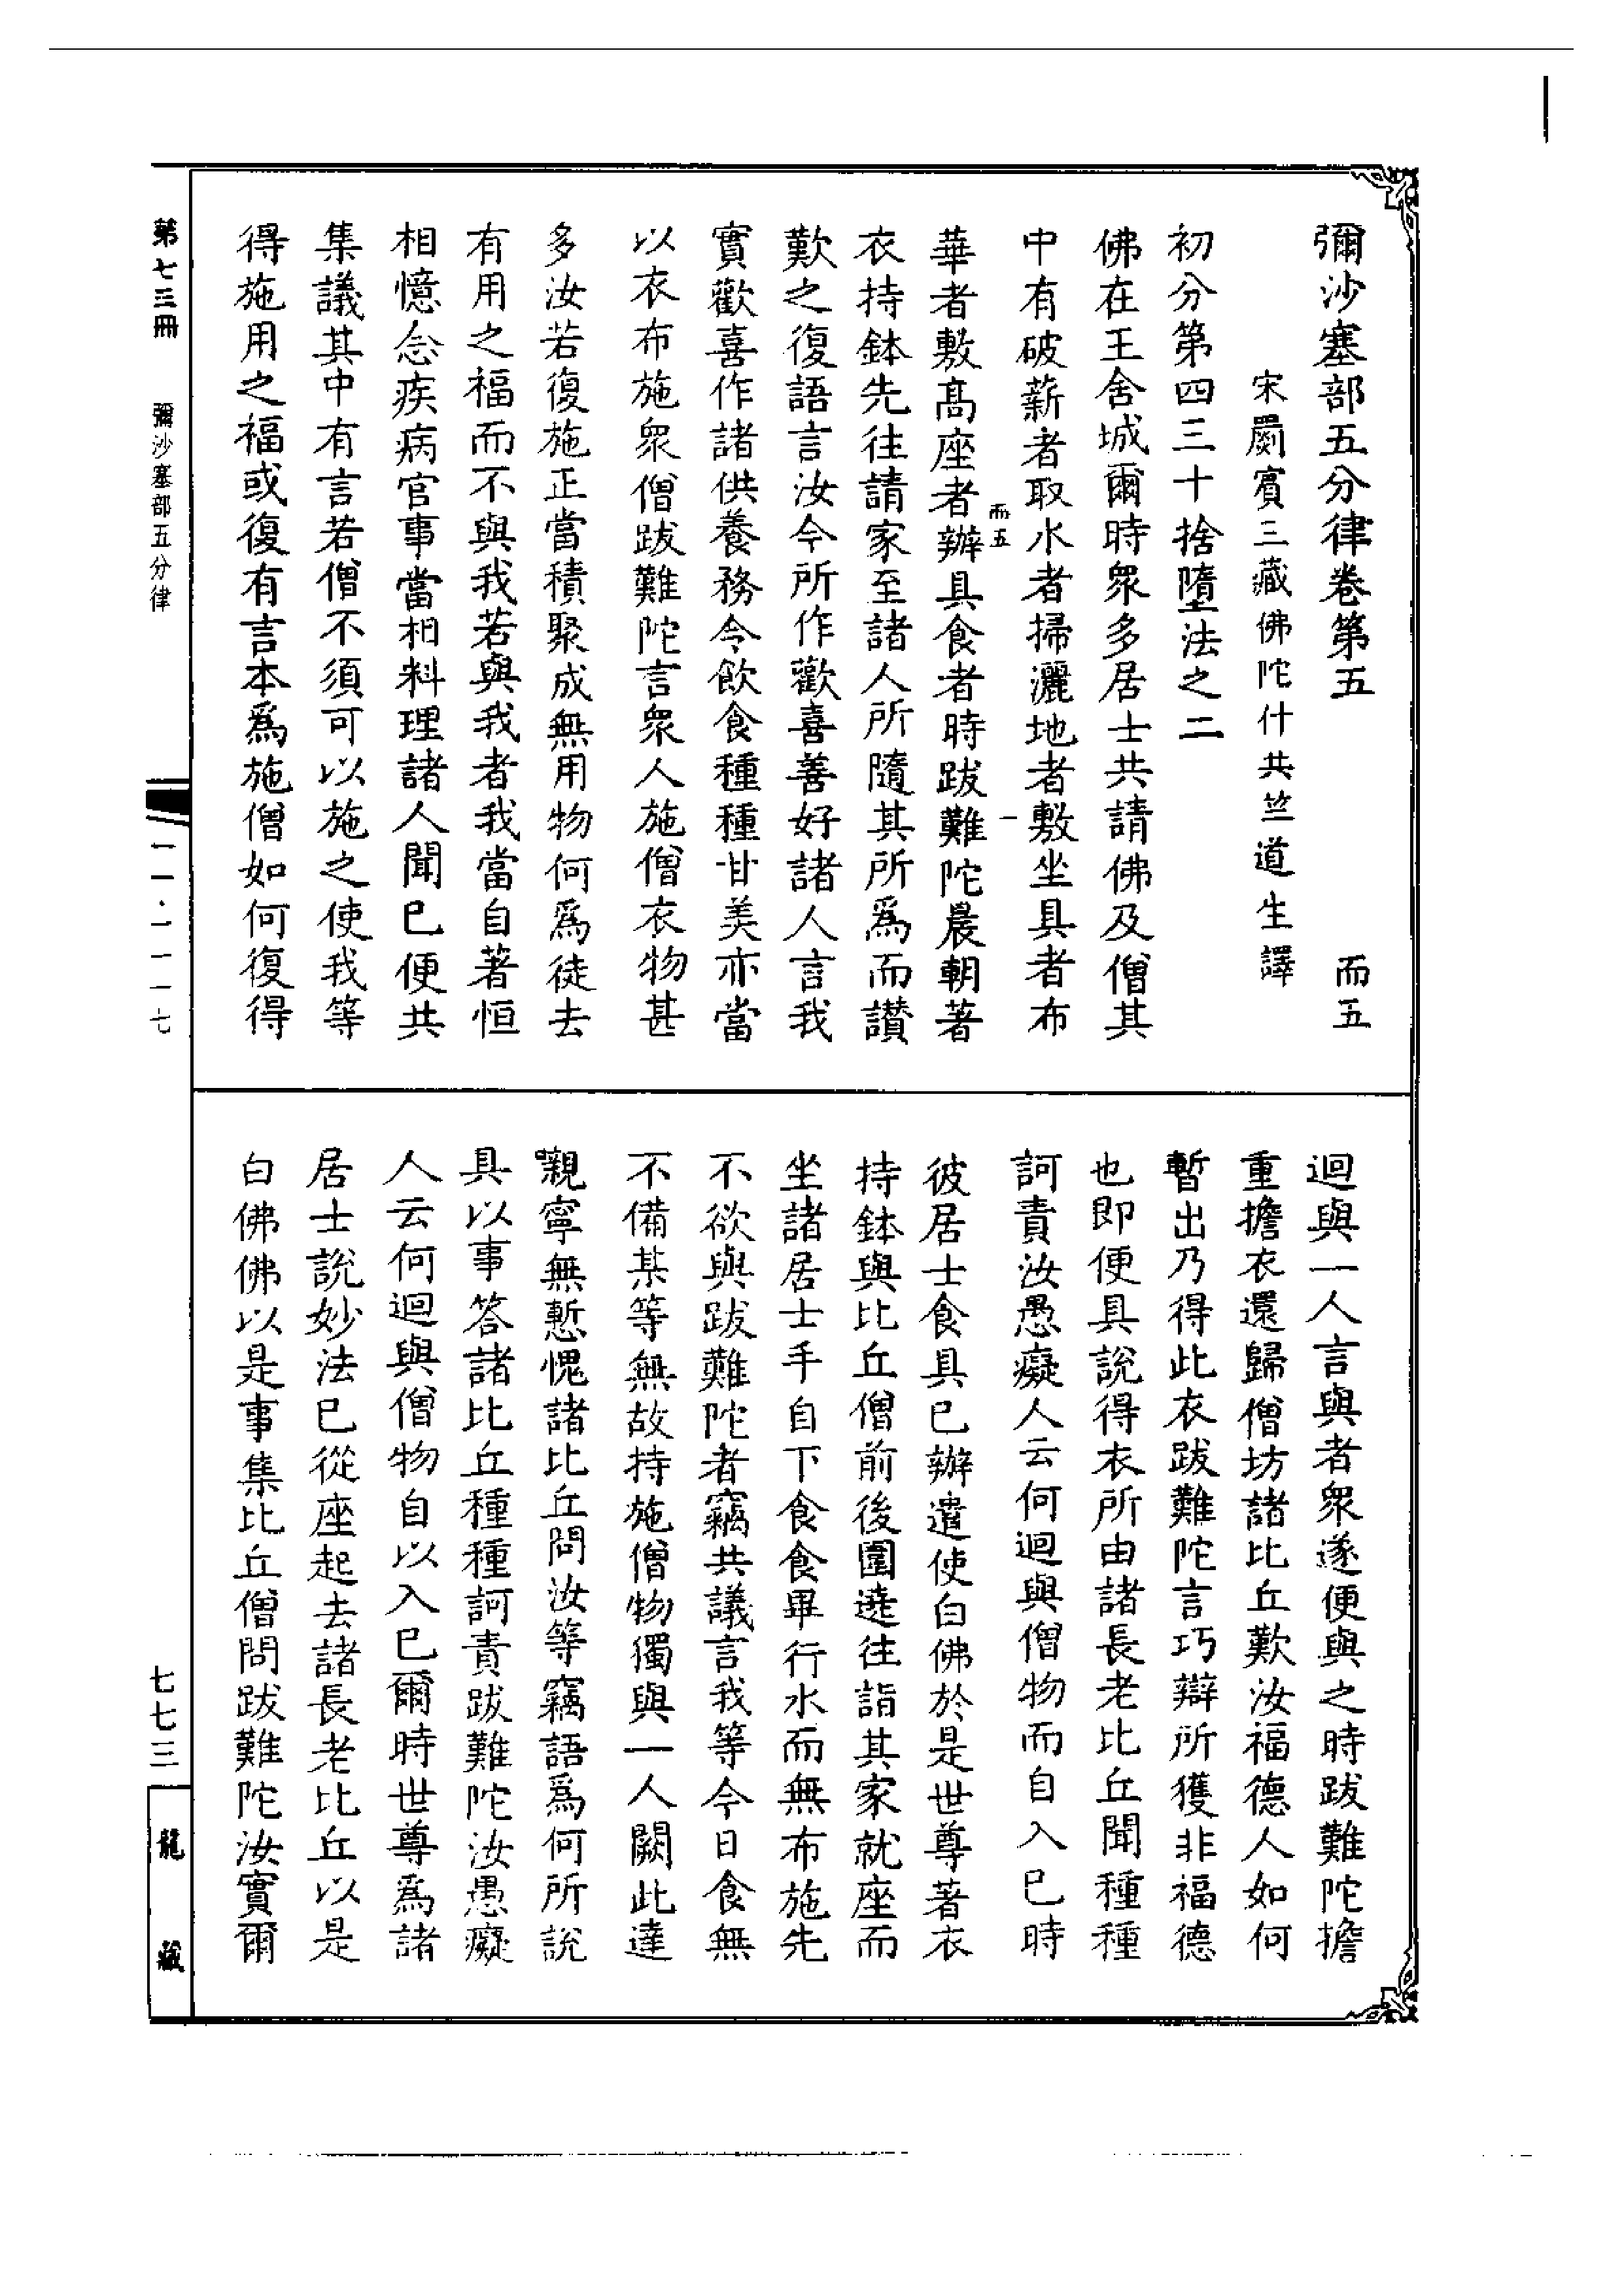 彌沙塞部五分律卷第五　而五
宋罽賓三藏佛陀什共竺道生譯
初分第四三十捨墮法之二
佛在王舍城爾時眾多居士共請佛及僧其
中有破薪者取水者掃灑地者敷坐具者布
而五　一
華者敷高座者辦具食者時跋難陀晨朝著
衣持鉢先往請家至諸人所隨其所為而讃
歎之復語言汝今所作歡喜善好諸人言我
實歡喜作諸供養務令飲食種種甘美亦當
以衣布施眾僧跋難陀言眾人施僧衣物甚
多汝若復施正當積聚成無用物何為徒去
有用之福而不與我若與我者我當自著恒
相憶念疾病官事當相料理諸人聞已便共
集議其中有言若僧不須可以施之使我等
得施用之福或復有言本為施僧如何復得
迴與一人言與者眾遂便與之時跋難陀擔
重擔衣還歸僧坊諸比丘歎汝福德人如何
暫出乃得此衣跋難陀言巧辯所獲非福德
也即便具說得衣所由諸長老比丘聞種種
訶責汝愚癡人云何迴與僧物而自入已時
彼居士食具已辦遣使白佛於是世尊著衣
持鉢與比丘僧前後圍遶往詣其家就座而
坐諸居士手自下食食畢行水而無布施先
不欲與跋難陀者竊共議言我等今日食無
不備某等無故持施僧物獨與一人闕此達
嚫寧無慙愧諸比丘問汝等竊語為何所說
具以事答諸比丘種種訶責跋難陀汝愚癡
人云何迴與僧物自以入已爾時世尊為諸
居士說妙法已從座起去諸長老比丘以是
白佛佛以是事集比丘僧問跋難陀汝實爾
第七三冊　彌沙塞部五分律
二一·一一一七
七七三
龍藏